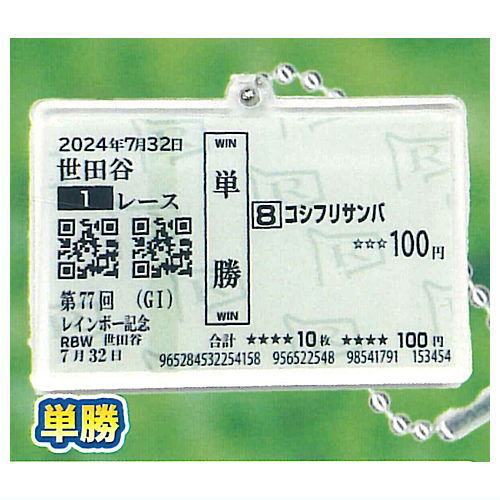 2024年7月32日
世田谷
1 レース
第77回 (GI)
レインボー記念
RBW 世田谷
7月32日
WIN
単勝
WIN
8 コシフリサンバ
☆☆☆100円
合計 ★★★★10枚 ★★★★ 100円
965284532254158 956522548 98541791 153454
単勝